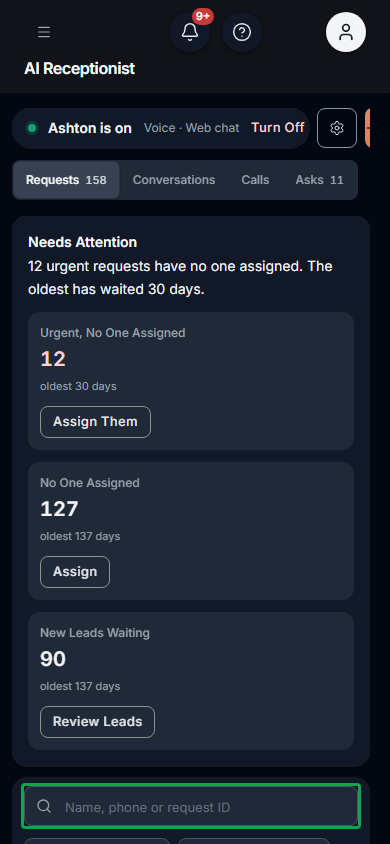 9+
AI Receptionist
Ashton is on Voice · Web chat Turn Off
Requests 158 Conversations Calls Asks 11
Needs Attention
12 urgent requests have no one assigned. The
oldest has waited 30 days.
Urgent, No One Assigned
12
oldest 30 days
Assign Them
No One Assigned
127
oldest 137 days
Assign
New Leads Waiting
90
oldest 137 days
Review Leads
Name, phone or request ID